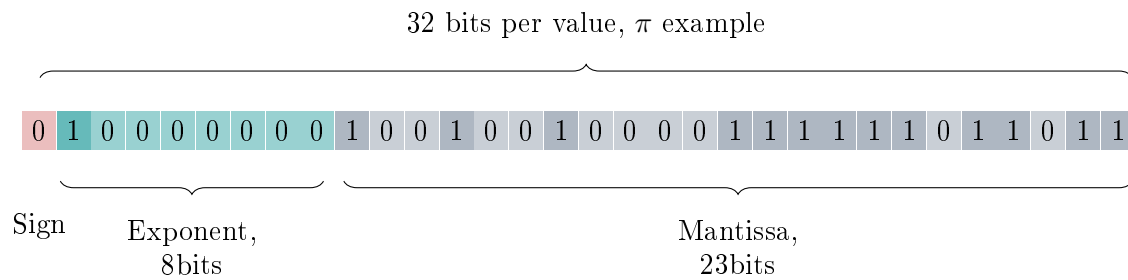 32 bits per value, π example
0 1 0 0 0 0 0 0 0 1 0 0 1 0 0 1 0 0 0 0 1 1 1 1 1 1 0 1 1 0 1 1
Sign
Exponent,
8bits
Mantissa,
23bits